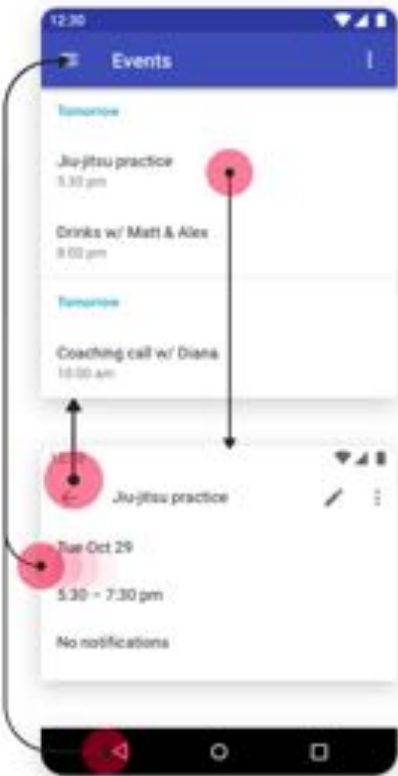 12:30
Events
Tomorrow
Jiu-jitsu practice
5:30 pm
Drinks w/ Matt & Alex
8:00 pm
Tomorrow
Coaching call w/ Diana
10:00 am
Jiu-jitsu practice
Tue Oct 29
5:30 – 7:30 pm
No notifications